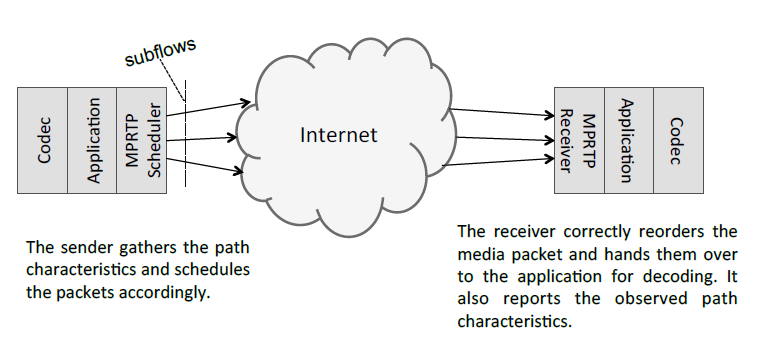 subflows
Codec
Application
MPRTP
Scheduler
Internet
MPRTP
Receiver
Application
Codec
The sender gathers the path
characteristics and schedules
the packets accordingly.
The receiver correctly reorders the
media packet and hands them over
to the application for decoding. It
also reports the observed path
characteristics.